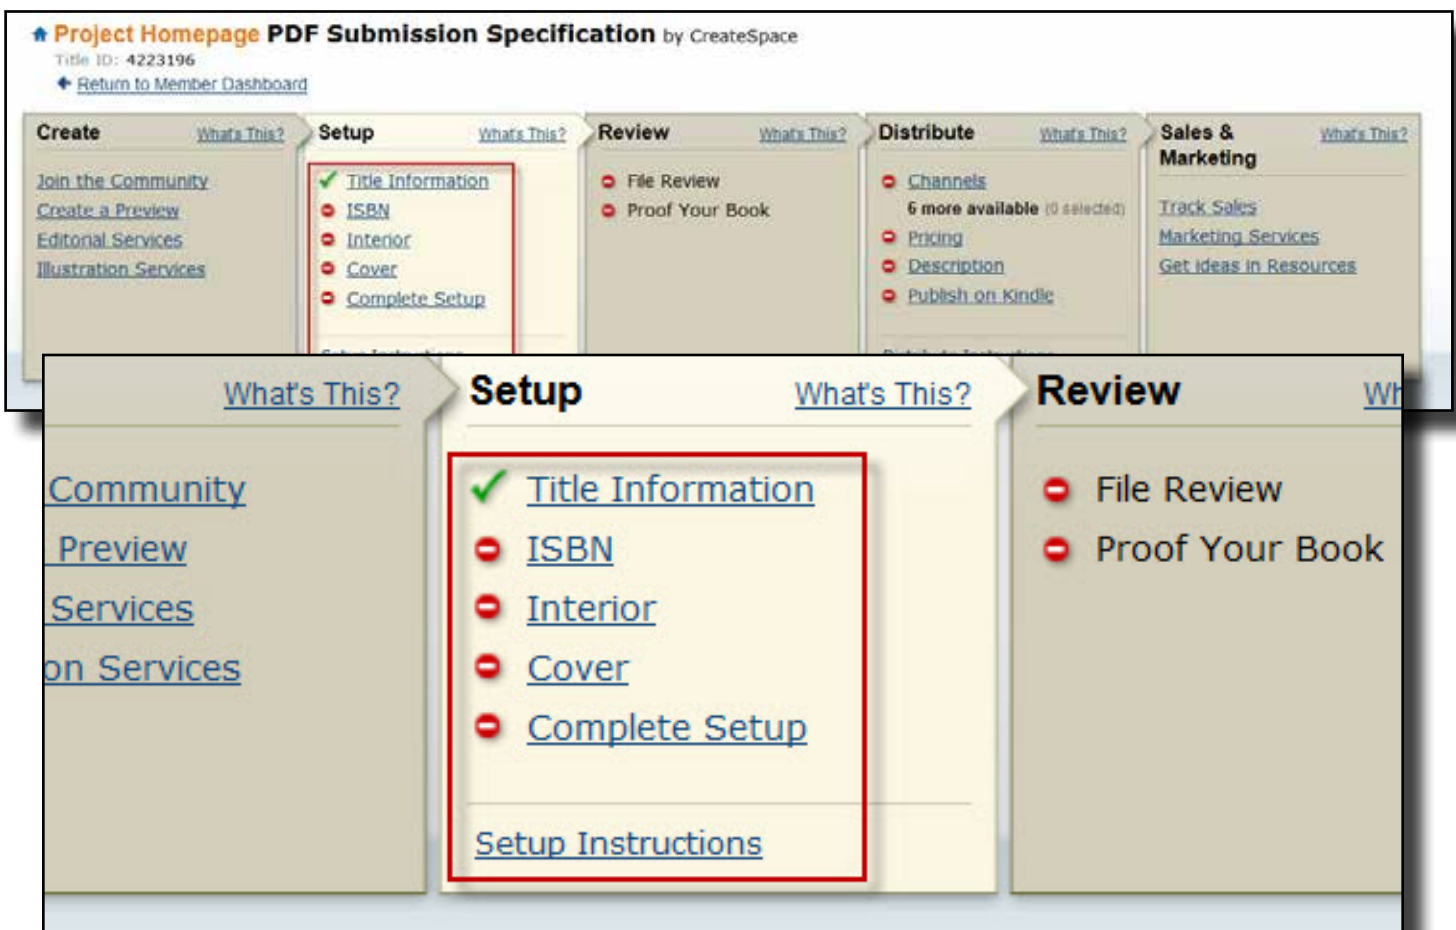 Project Homepage PDF Submission Specification by CreateSpace
Title ID: 4223196
Return to Member Dashboard
Create What's This?
Join the Community
Create a Preview
Editorial Services
Illustration Services
Setup What's This?
Title Information
ISBN
Interior
Cover
Complete Setup
Setup Instructions
Review What's This?
File Review
Proof Your Book
Distribute What's This?
Channels
6 more available (0 selected)
Pricing
Description
Publish on Kindle
Distribute Instructions
Sales & What's This?
Marketing
Track Sales
Marketing Services
Get Ideas in Resources
What's This?
Community
Preview
Services
on Services
Setup What's This?
Title Information
ISBN
Interior
Cover
Complete Setup
Setup Instructions
Review Wh
File Review
Proof Your Book